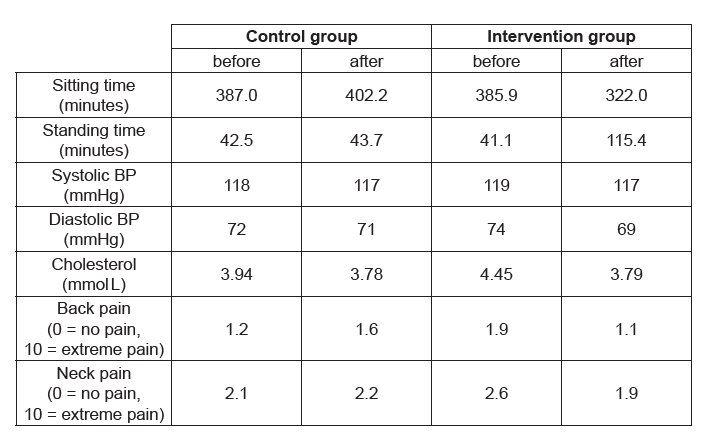 Control group Intervention group
before after before after
Sitting time
(minutes) 387.0 402.2 385.9 322.0
Standing time
(minutes) 42.5 43.7 41.1 115.4
Systolic BP
(mmHg) 118 117 119 117
Diastolic BP
(mmHg) 72 71 74 69
Cholesterol
(mmol L) 3.94 3.78 4.45 3.79
Back pain
(0 = no pain, 1.2 1.6 1.9 1.1
10 = extreme pain)
Neck pain
(0 = no pain, 2.1 2.2 2.6 1.9
10 = extreme pain)